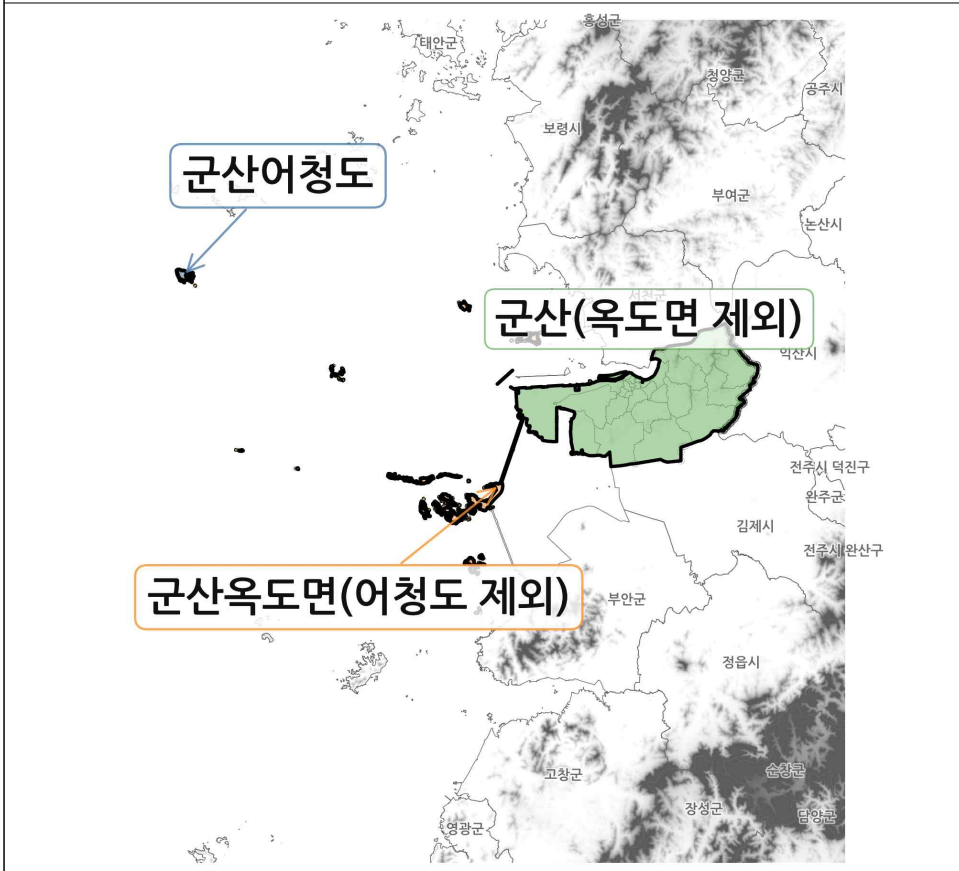 홍성군
태안군
청양군
공주시
보령시
군산어청도
부여군
논산시
서천군
군산(옥도면 제외)
익산시
전주시 덕진구
완주군
김제시
전주시 완산구
군산옥도면(어청도 제외)
부안군
정읍시
고창군
순창군
장성군
담양군
영광군